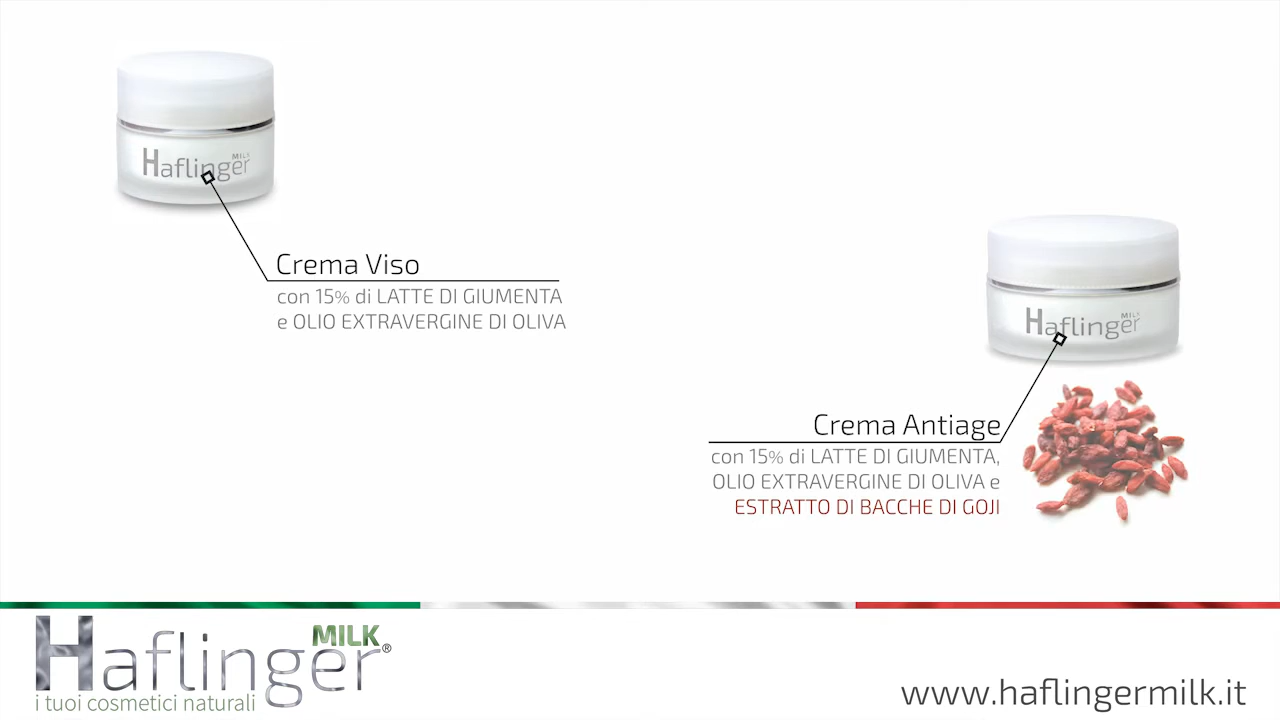 Haflinger MILK
Crema Viso
con 15% di LATTE DI GIUMENTA
e OLIO EXTRAVERGINE DI OLIVA
Haflinger MILK
Crema Antiage
con 15% di LATTE DI GIUMENTA,
OLIO EXTRAVERGINE DI OLIVA e
ESTRATTO DI BACCHE DI GOJI
Haflinger MILK®
i tuoi cosmetici naturali
www.haflingermilk.it